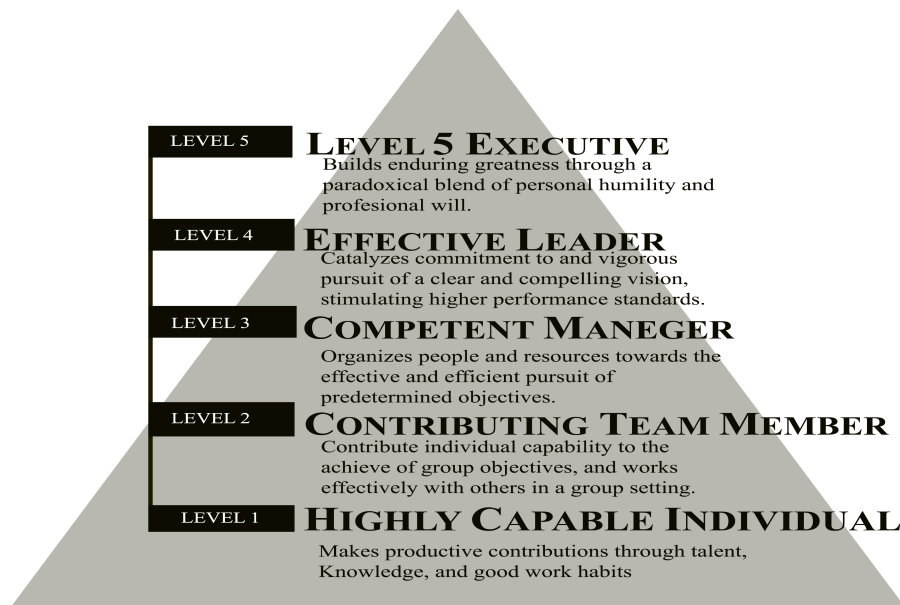 LEVEL 5
LEVEL 5 EXECUTIVE
Builds enduring greatness through a
paradoxical blend of personal humility and
profesional will.
LEVEL 4
EFFECTIVE LEADER
Catalyzes commitment to and vigorous
pursuit of a clear and compelling vision,
stimulating higher performance standards.
LEVEL 3
COMPETENT MANEGER
Organizes people and resources towards the
effective and efficient pursuit of
predetermined objectives.
LEVEL 2
CONTRIBUTING TEAM MEMBER
Contribute individual capability to the
achieve of group objectives, and works
effectively with others in a group setting.
LEVEL 1
HIGHLY CAPABLE INDIVIDUAL
Makes productive contributions through talent,
Knowledge, and good work habits